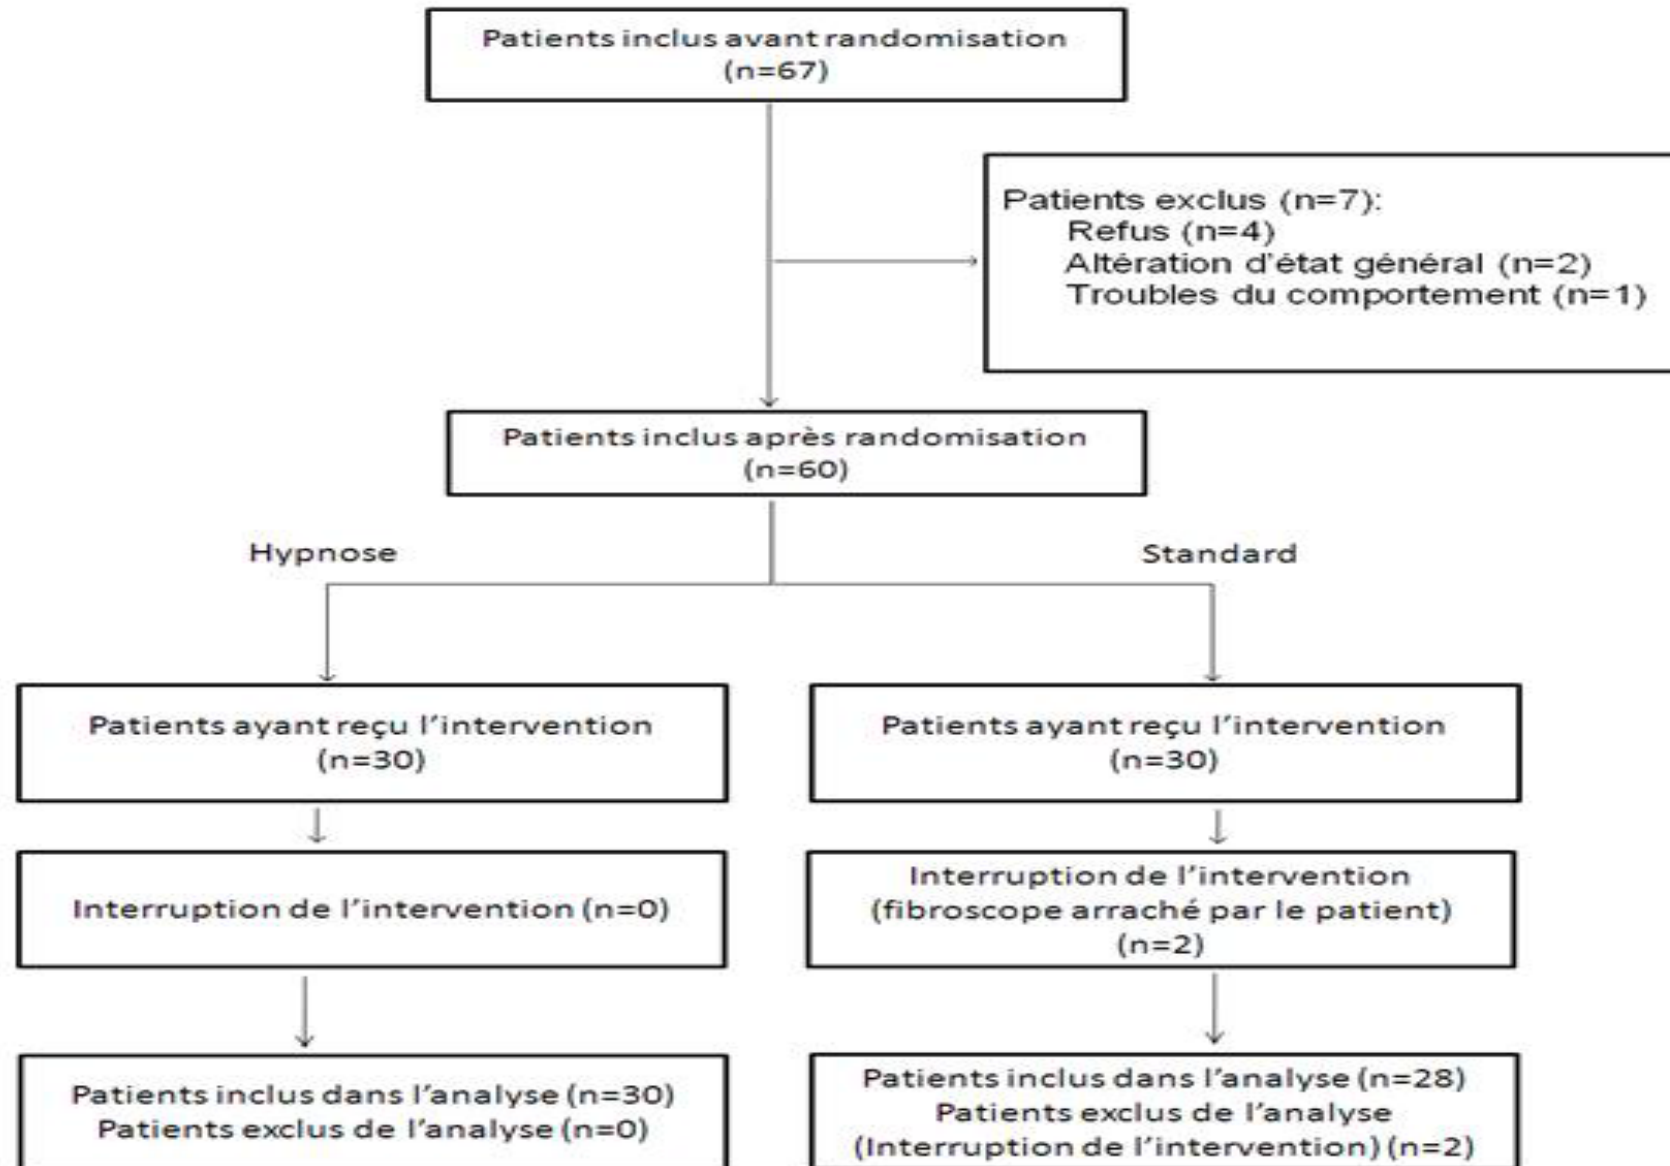 Patients inclus avant randomisation
(n=67)
Patients exclus (n=7):
Refus (n=4)
Altération d'état général (n=2)
Troubles du comportement (n=1)
Patients inclus après randomisation
(n=60)
Hypnose
Standard
Patients ayant reçu l'intervention
(n=30)
Patients ayant reçu l'intervention
(n=30)
Interruption de l'intervention (n=0)
Interruption de l'intervention
(fibroscope arraché par le patient)
(n=2)
Patients inclus dans l'analyse (n=30)
Patients exclus de l'analyse (n=0)
Patients inclus dans l'analyse (n=28)
Patients exclus de l'analyse
(Interruption de l'intervention) (n=2)